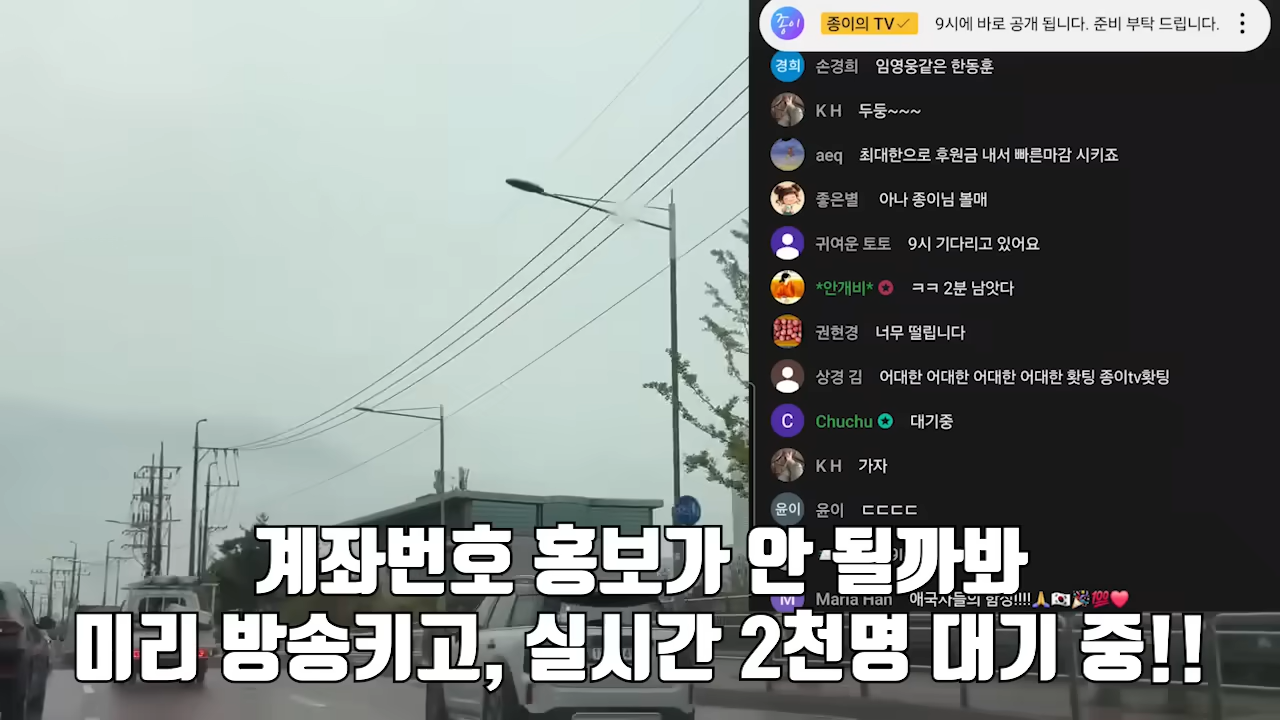 종이
종이의 TV 9시에 바로 공개 됩니다. 준비 부탁 드립니다.
경희 손경희 임영웅같은 한동훈
K H 두둥~~~
aeq 최대한으로 후원금 내서 빠른마감 시키죠
좋은별 아나 종이님 볼매
귀여운 토토 9시 기다리고 있어요
*안개비* ㅋㅋ 2분 남앗다
권현경 너무 떨립니다
상경 김 어대한 어대한 어대한 어대한 홧팅 종이tv홧팅
C Chuchu 대기중
K H 가자
윤이 윤이 ㄷㄷㄷㄷ
M Maria Han 애국자들의 함성!!!!🙏🇰🇷🎉💯❤️
계좌번호 홍보가 안 될까봐
미리 방송키고, 실시간 2천명 대기 중!!